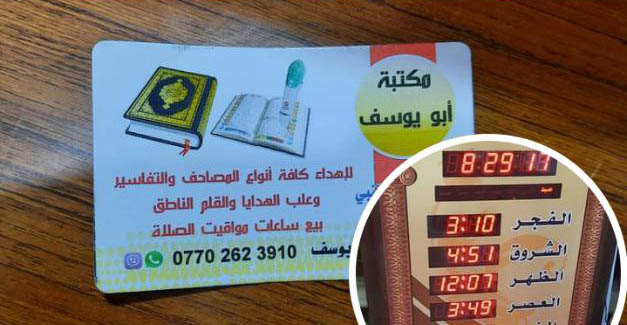 مكتبة
أبو يوسف
لإهداء كافة أنواع المصاحف والتفاسير
وعلب الهدايا والقلم الناطق
بيع ساعات مواقيت الصلاة
يوسف
0770 262 3910
8:29 17
3:10 الفجر
4:51 الشروق
12:07 الظهر
3:49 العصر